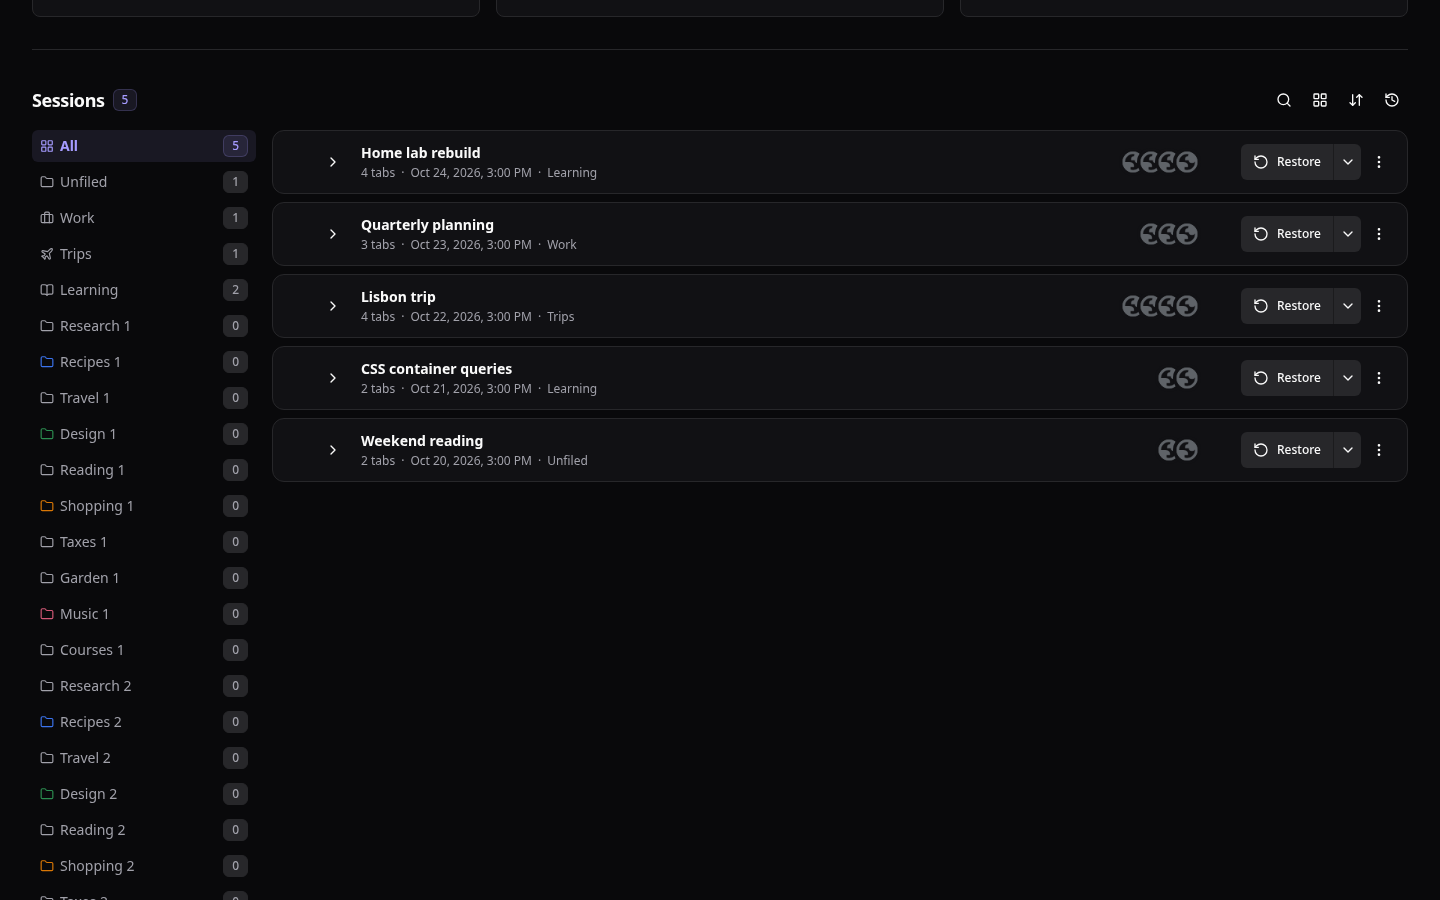 Sessions 5
All 5
Unfiled 1
Work 1
Trips 1
Learning 2
Research 1 0
Recipes 1 0
Travel 1 0
Design 1 0
Reading 1 0
Shopping 1 0
Taxes 1 0
Garden 1 0
Music 1 0
Courses 1 0
Research 2 0
Recipes 2 0
Travel 2 0
Design 2 0
Reading 2 0
Shopping 2 0
Home lab rebuild
4 tabs · Oct 24, 2026, 3:00 PM · Learning
Restore
Quarterly planning
3 tabs · Oct 23, 2026, 3:00 PM · Work
Restore
Lisbon trip
4 tabs · Oct 22, 2026, 3:00 PM · Trips
Restore
CSS container queries
2 tabs · Oct 21, 2026, 3:00 PM · Learning
Restore
Weekend reading
2 tabs · Oct 20, 2026, 3:00 PM · Unfiled
Restore